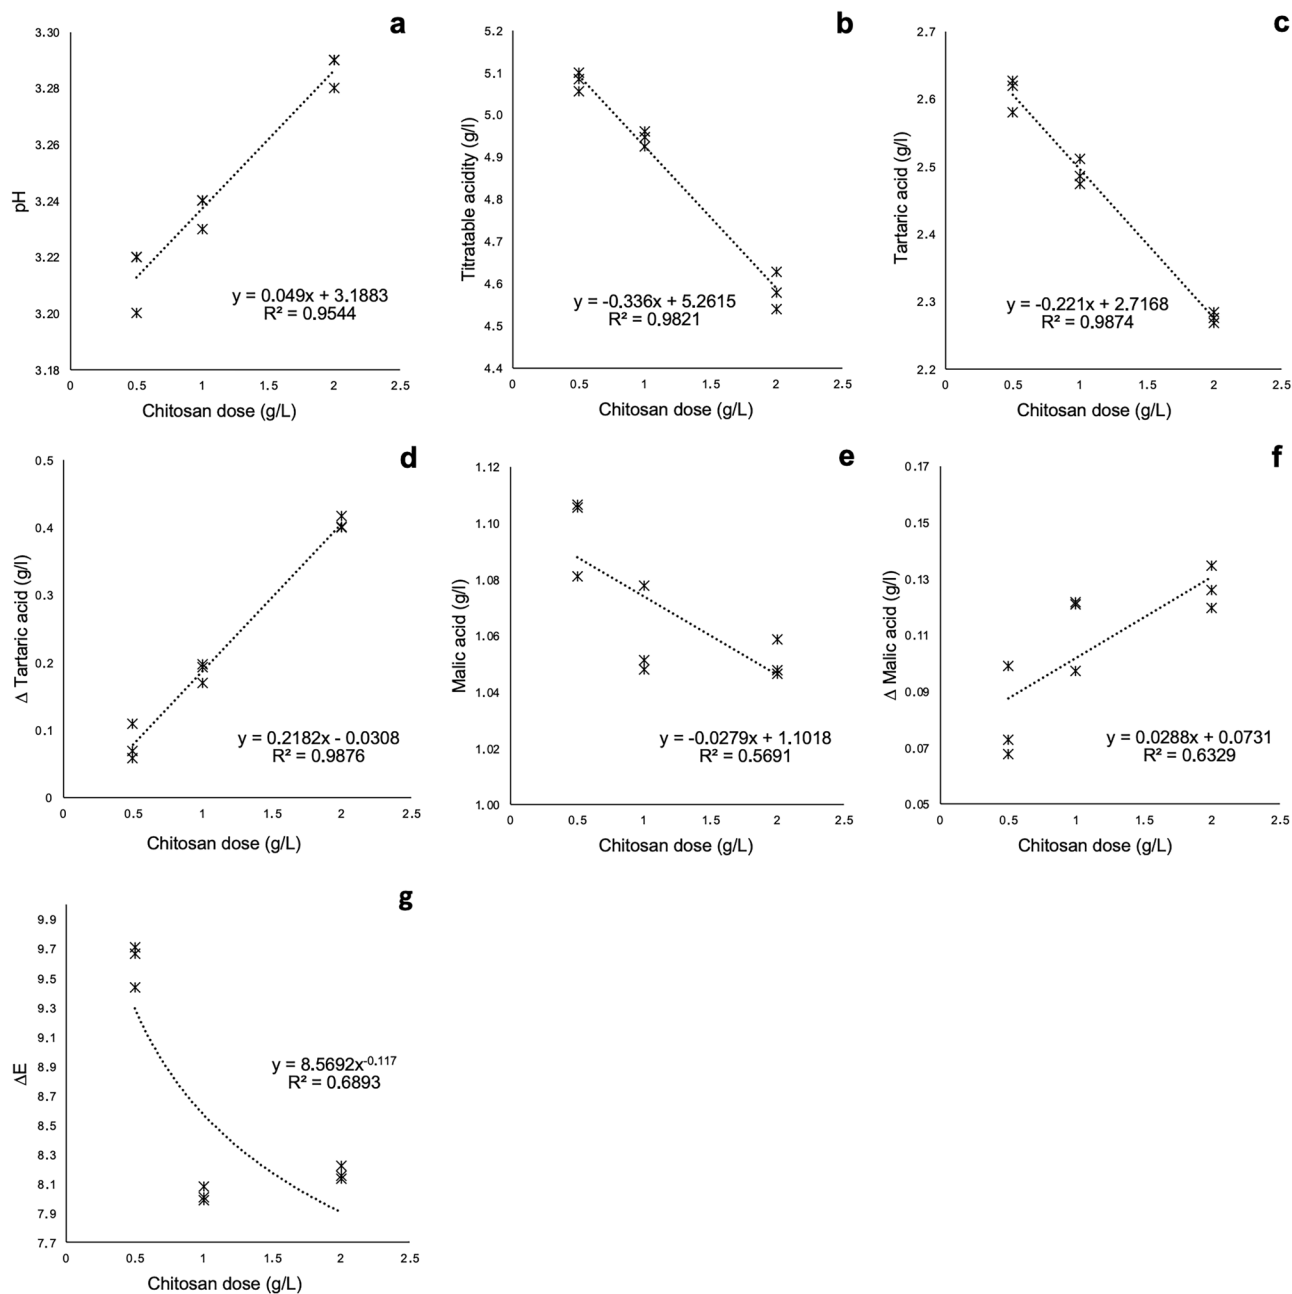 a
3.30
3.28
3.26
3.24
3.22
3.20
3.18
pH
0 0.5 1 1.5 2 2.5
Chitosan dose (g/L)
y = 0.049x + 3.1883
R² = 0.9544
b
5.2
5.1
5.0
4.9
4.8
4.7
4.6
4.5
4.4
Titratable acidity (g/l)
0 0.5 1 1.5 2 2.5
Chitosan dose (g/L)
y = -0.336x + 5.2615
R² = 0.9821
c
2.7
2.6
2.5
2.4
2.3
2.2
Tartaric acid (g/l)
0 0.5 1 1.5 2 2.5
Chitosan dose (g/L)
y = -0.221x + 2.7168
R² = 0.9874
d
0.5
0.4
0.3
0.2
0.1
0
Δ Tartaric acid (g/l)
0 0.5 1 1.5 2 2.5
Chitosan dose (g/L)
y = 0.2182x - 0.0308
R² = 0.9876
e
1.12
1.10
1.08
1.06
1.04
1.02
1.00
Malic acid (g/l)
0 0.5 1 1.5 2 2.5
Chitosan dose (g/L)
y = -0.0279x + 1.1018
R² = 0.5691
f
0.17
0.15
0.13
0.11
0.09
0.07
0.05
Δ Malic acid (g/l)
0 0.5 1 1.5 2 2.5
Chitosan dose (g/L)
y = 0.0288x + 0.0731
R² = 0.6329
g
9.9
9.7
9.5
9.3
9.1
8.9
8.7
8.5
8.3
8.1
7.9
7.7
ΔE
0 0.5 1 1.5 2 2.5
Chitosan dose (g/L)
y = 8.5692x^-0.117
R² = 0.6893